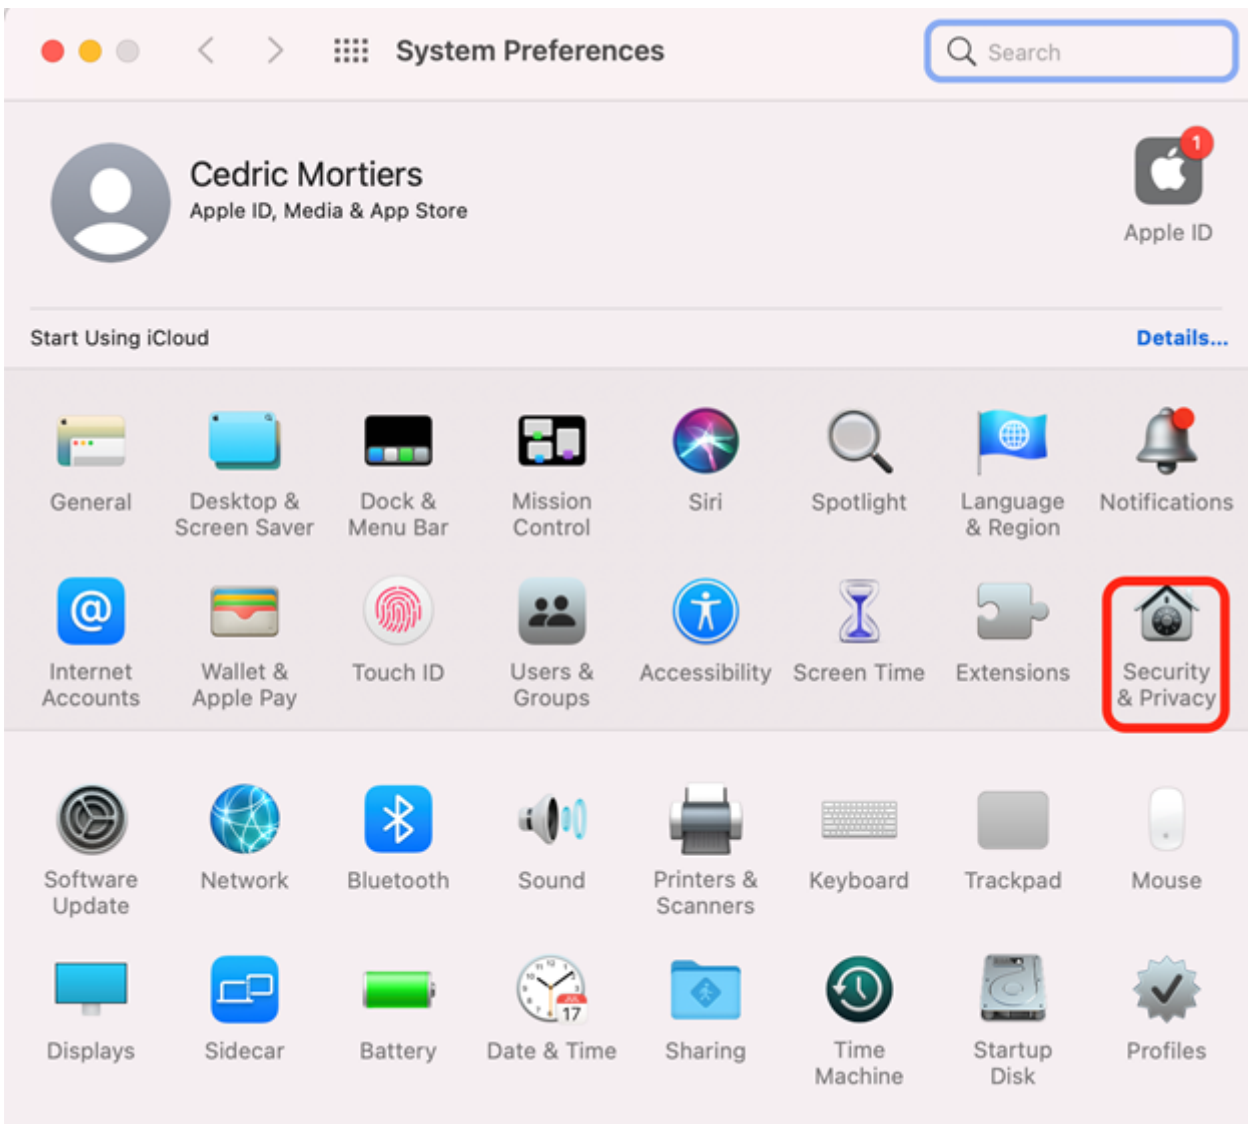 System Preferences
Search
Cedric Mortiers
Apple ID, Media & App Store
1
Apple ID
Start Using iCloud
Details...
General
Desktop &
Screen Saver
Dock &
Menu Bar
Mission
Control
Siri
Spotlight
Language
& Region
Notifications
Internet
Accounts
Wallet &
Apple Pay
Touch ID
Users &
Groups
Accessibility
Screen Time
Extensions
Security
& Privacy
Software
Update
Network
Bluetooth
Sound
Printers &
Scanners
Keyboard
Trackpad
Mouse
Displays
Sidecar
Battery
JUL
17
Date & Time
Sharing
Time
Machine
Startup
Disk
Profiles